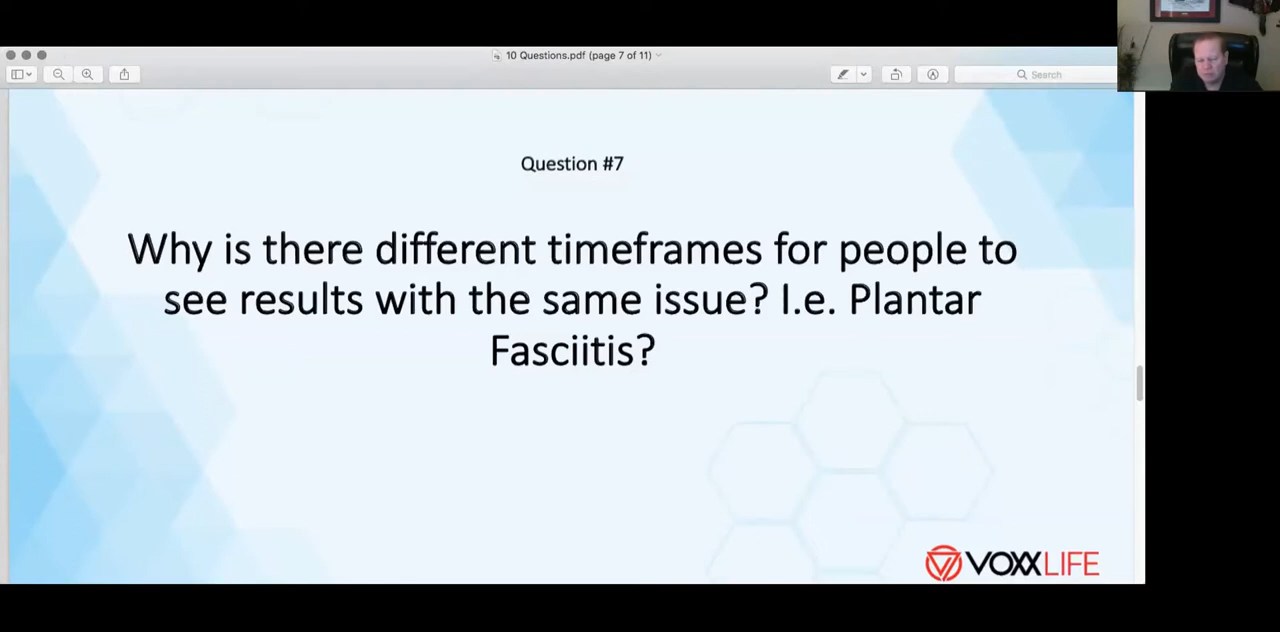 10 Questions.pdf (page 7 of 11)
Search
Question #7
Why is there different timeframes for people to
see results with the same issue? I.e. Plantar
Fasciitis?
VOXXLIFE